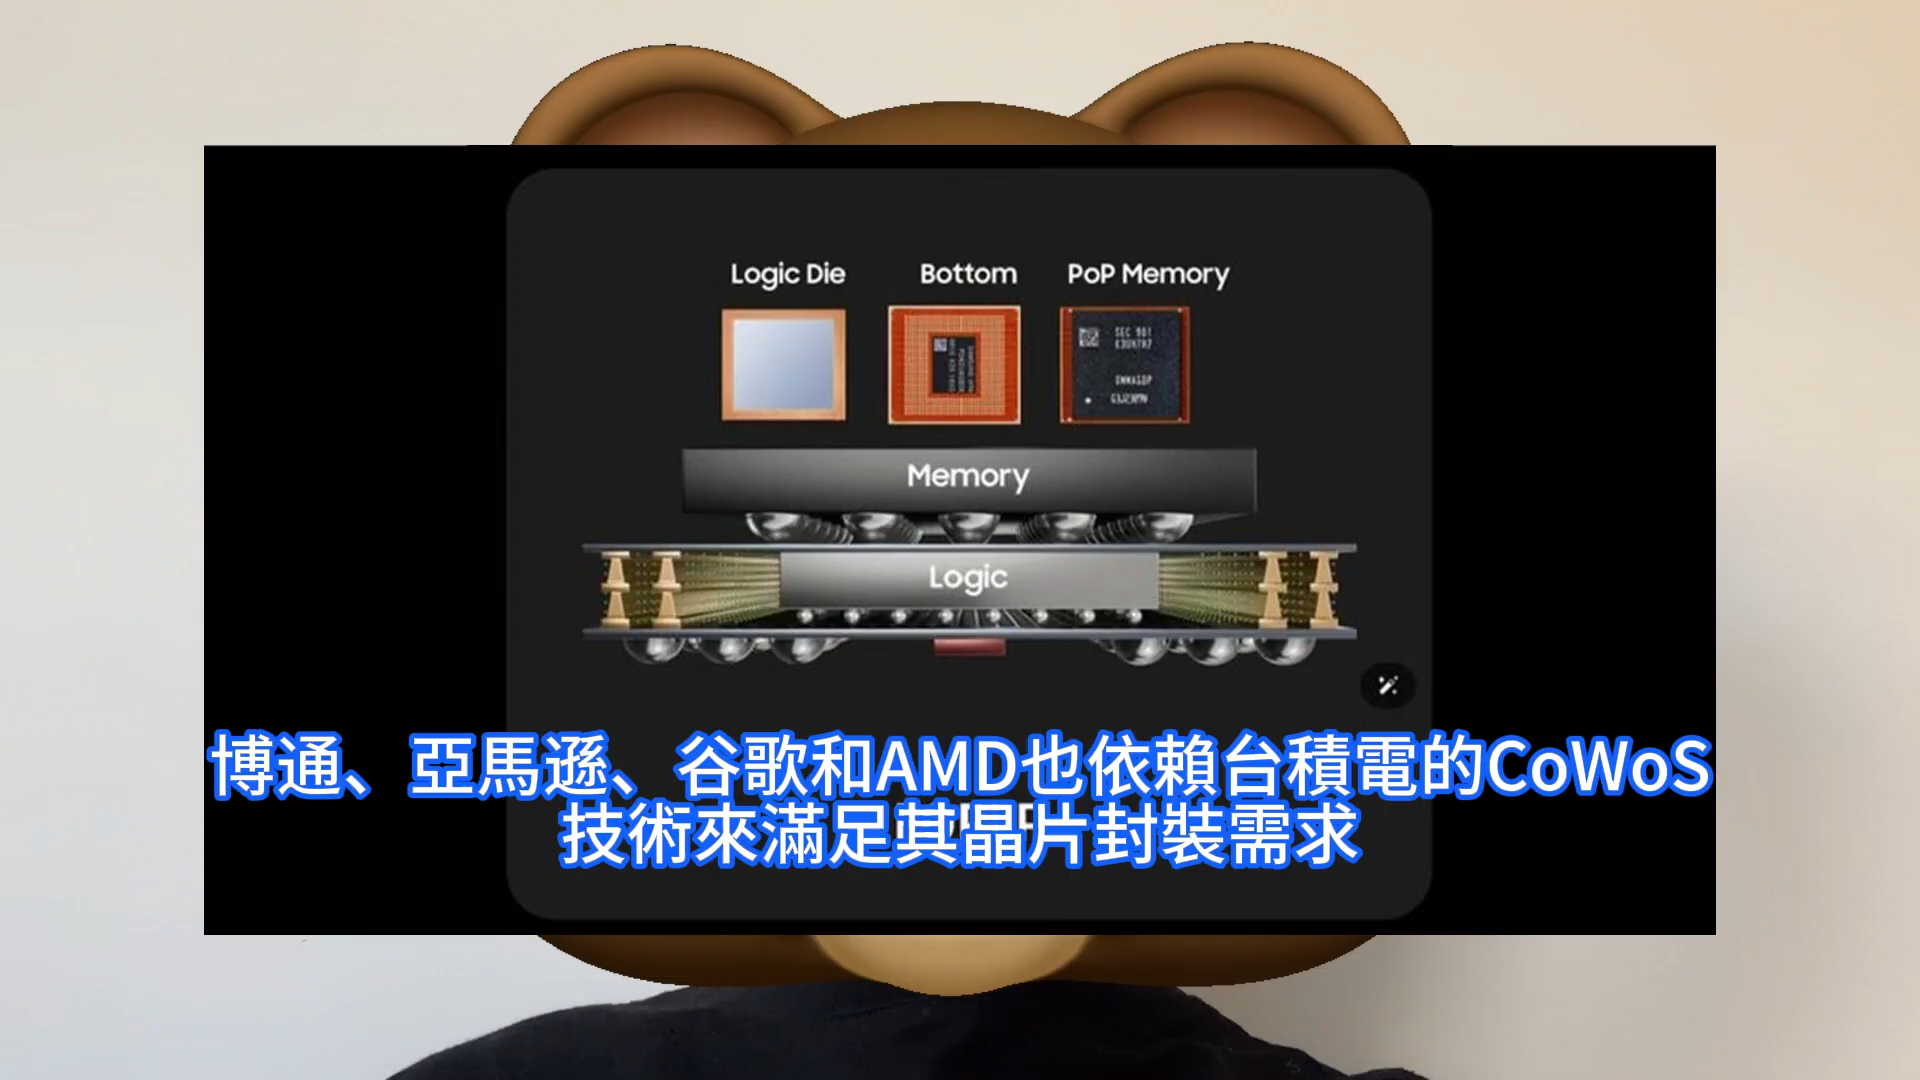 Logic Die
Bottom
PoP Memory
SEC 901
Memory
Logic
博通、亞馬遜、谷歌和AMD也依賴台積電的CoWoS
技術來滿足其晶片封裝需求